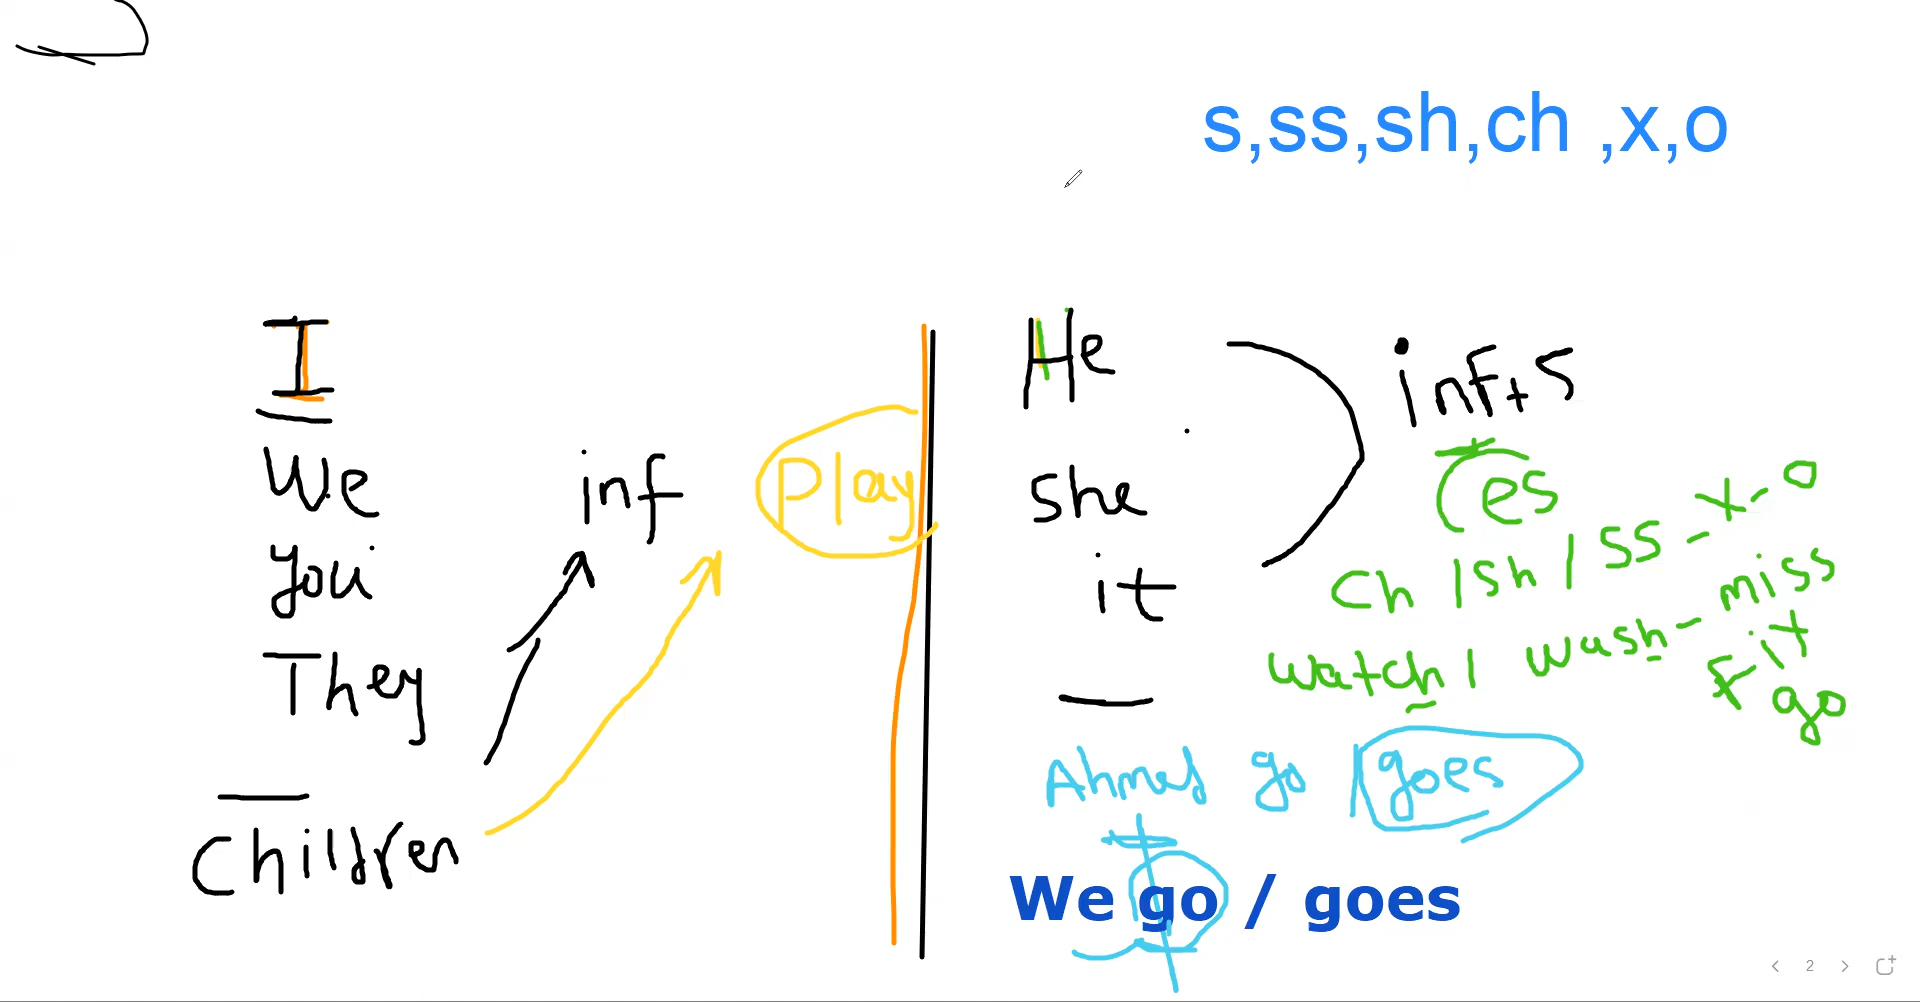 s,ss,sh,ch ,x,o
I
We
you
They
Children
inf
Play
He
she
it
inf+s
es
ch / sh / ss - x - o
watch / wash - miss
go
Ahmed go / goes
We go / goes
2